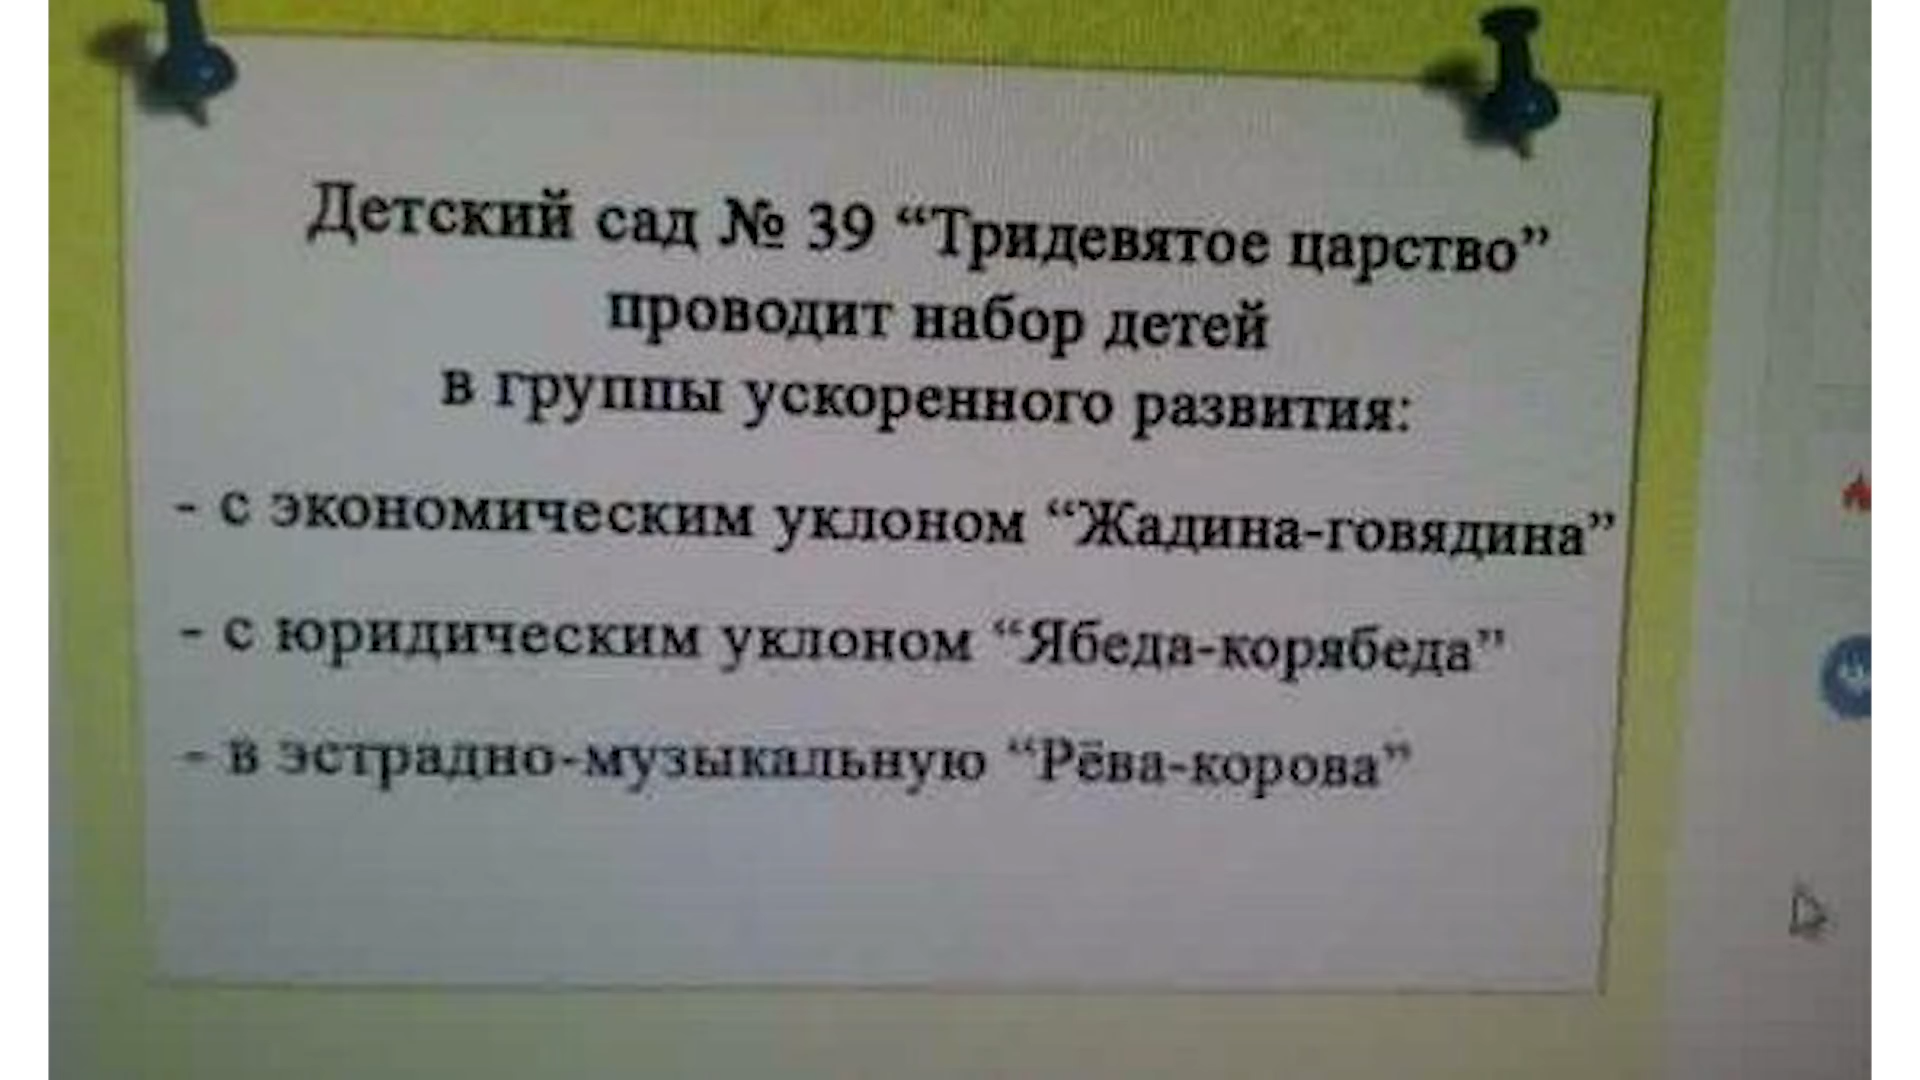 Детский сад № 39 “Тридевятое царство”
проводит набор детей
в группы ускоренного развития:
- с экономическим уклоном “Жадина-говядина”
- с юридическим уклоном “Ябеда-корябеда”
- в эстрадно-музыкальную “Рёва-корова”